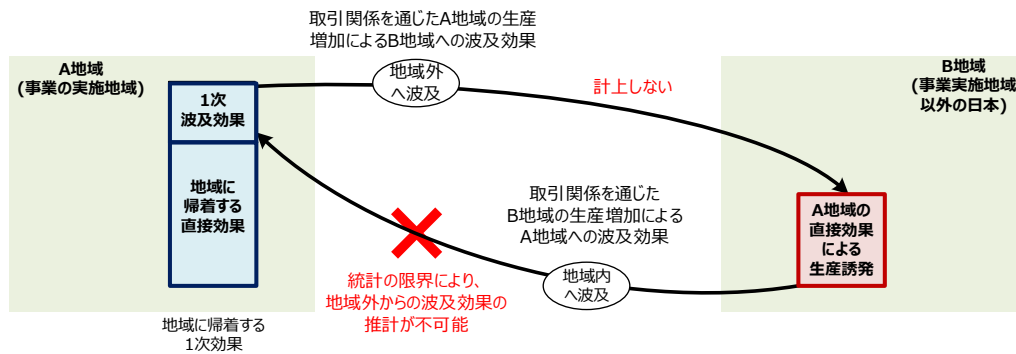 取引関係を通じたA地域の生産
増加によるB地域への波及効果
A地域
(事業の実施地域)
地域外
へ波及
計上しない
B地域
(事業実施地域
以外の日本)
1次
波及効果
地域に
帰着する
直接効果
取引関係を通じた
B地域の生産増加による
A地域への波及効果
A地域の
直接効果
による
生産誘発
統計の限界により、
地域外からの波及効果の
推計が不可能
地域内
へ波及
地域に帰着する
1次効果